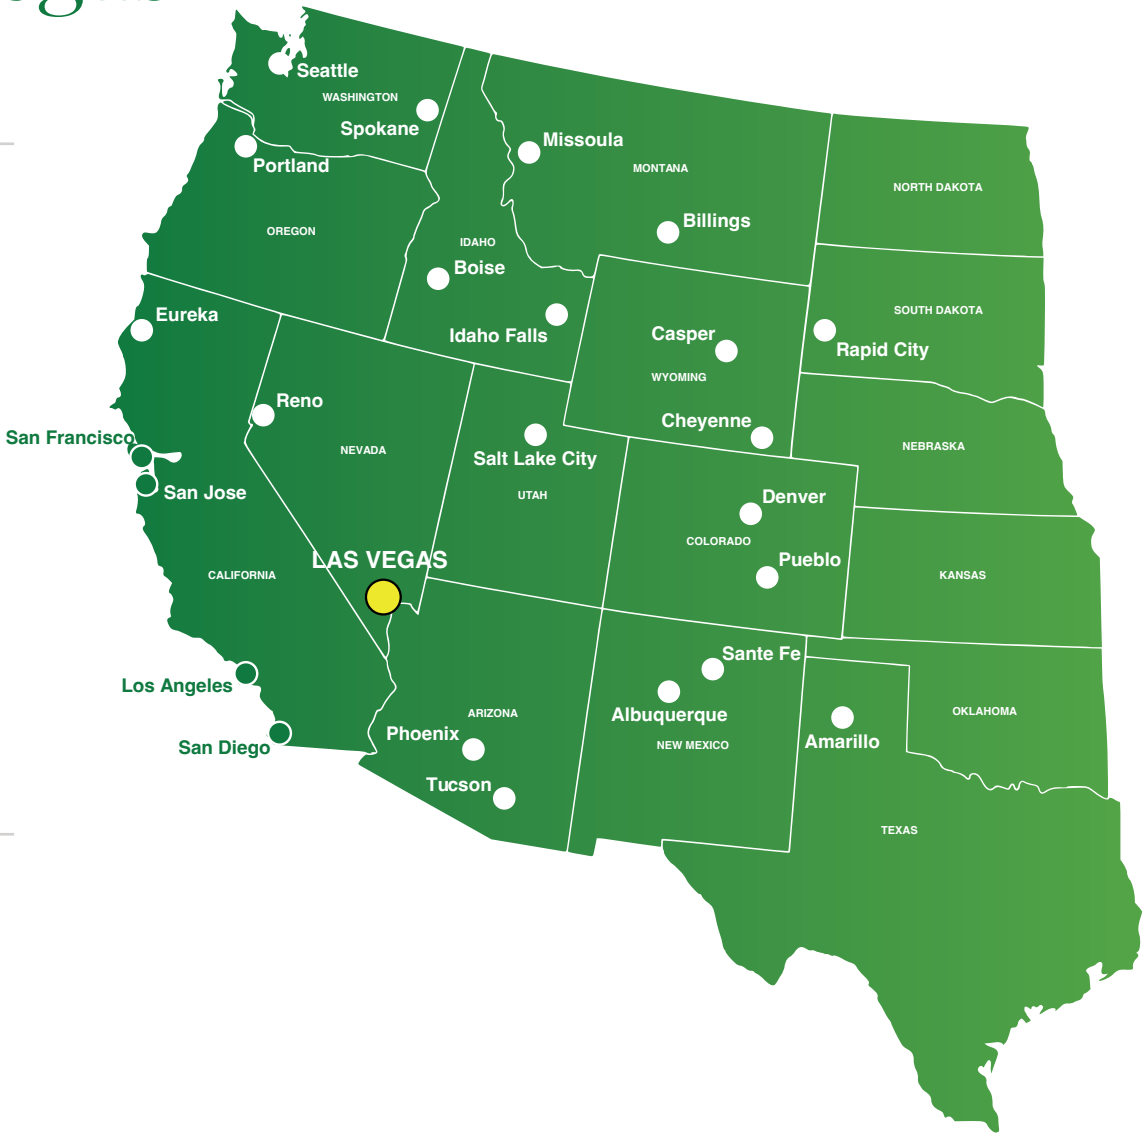 Seattle
WASHINGTON
Spokane
Missoula
Portland
MONTANA
NORTH DAKOTA
Billings
OREGON
IDAHO
Boise
SOUTH DAKOTA
Eureka
Casper
Idaho Falls
Rapid City
WYOMING
Reno
Cheyenne
San Francisco
NEBRASKA
NEVADA
Salt Lake City
San Jose
UTAH
Denver
COLORADO
LAS VEGAS
Pueblo
CALIFORNIA
KANSAS
Sante Fe
Los Angeles
ARIZONA
Albuquerque
OKLAHOMA
Phoenix
Amarillo
San Diego
NEW MEXICO
Tucson
TEXAS